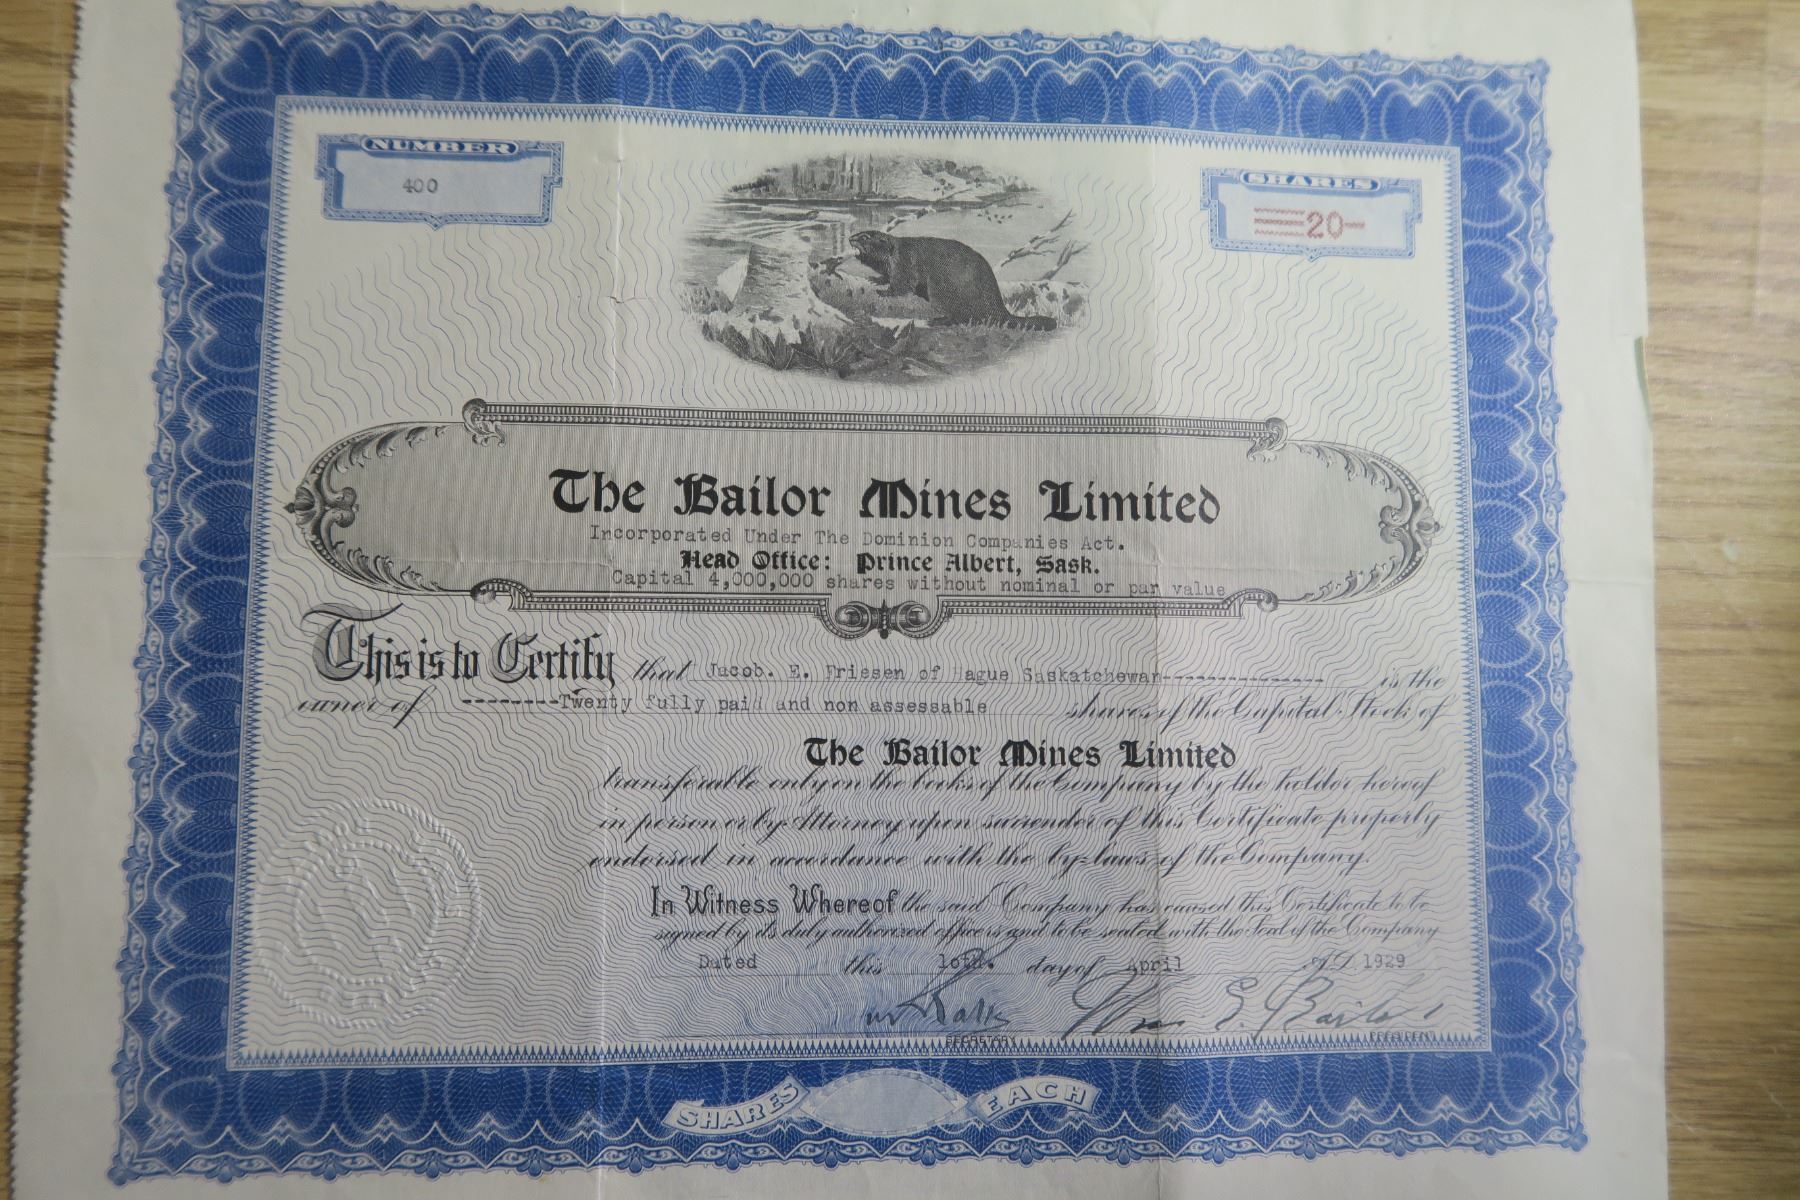 NUMBER
400
SHARES
20
The Bailor Mines Limited
Incorporated Under The Dominion Companies Act.
Head Office: Prince Albert, Sask.
Capital 4,000,000 shares without nominal or par value
This is to Certify that Jacob. E. Friesen of Hague Saskatchewan--------------- is the
owner of --------Twenty fully paid and non assessable shares of the Capital Stock of
The Bailor Mines Limited
transferable only on the books of the Company by the holder hereof
in person or by Attorney upon surrender of this Certificate properly
endorsed in accordance with the by-laws of the Company.
In Witness Whereof the said Company has caused this Certificate to be
signed by its duly authorized officers and to be sealed with the Seal of the Company
Dated this 10th. day of April A.D. 1929
SECRETARY
PRESIDENT
SHARES EACH